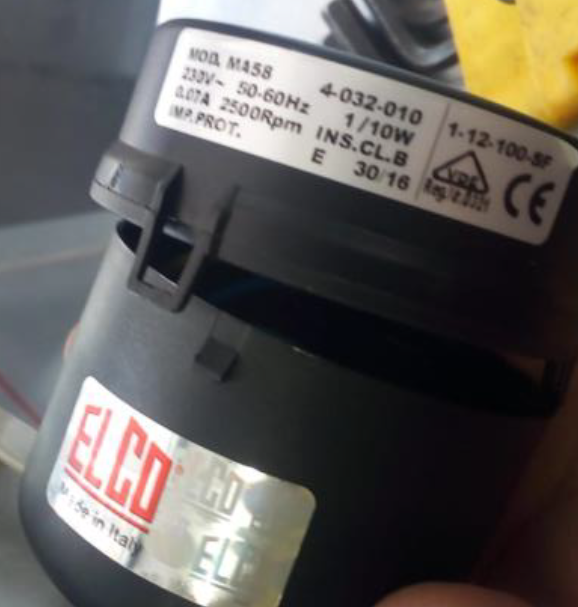 MOD. MA58 4-032-010
230V~ 50-60Hz 1/10W
0.07A 2500Rpm INS.CL.B
IMP.PROT. E 30/16
1-12-100-SF
VDE
CE
ELCO
Made in Italy
ELCO